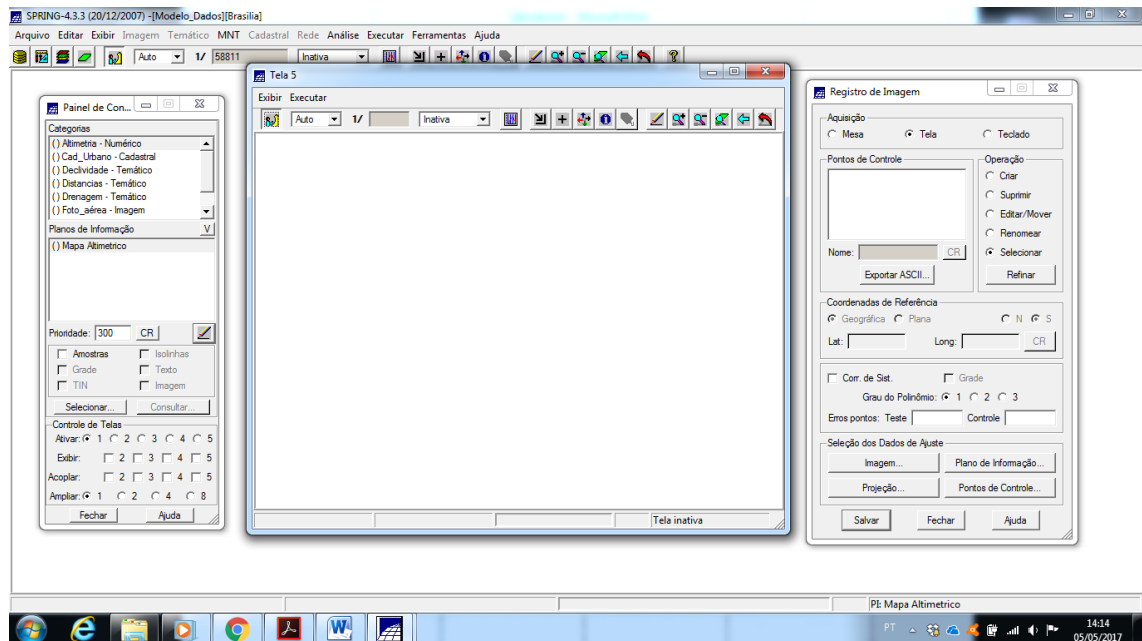 SPRING-4.3.3 (20/12/2007) -[Modelo_Dados][Brasilia]
Arquivo Editar Exibir Imagem Temático MNT Cadastral Rede Análise Executar Ferramentas Ajuda
Auto 1/ 58811 Inativa
Painel de Con...
Categorias
() Altimetria - Numérico
() Cad_Urbano - Cadastral
() Declividade - Temático
() Distancias - Temático
() Drenagem - Temático
() Foto_aérea - Imagem
Planos de Informação V
() Mapa Altimetrico
Prioridade: 300 CR
Amostras Isolinhas
Grade Texto
TIN Imagem
Selecionar... Consultar...
Controle de Telas
Ativar: 1 2 3 4 5
Exibir: 2 3 4 5
Acoplar: 2 3 4 5
Ampliar: 1 2 4 8
Fechar Ajuda
Tela 5
Exibir Executar
Auto 1/ Inativa
Tela inativa
Registro de Imagem
Aquisição
Mesa Tela Teclado
Pontos de Controle
Nome: CR
Exportar ASCII...
Operação
Criar
Suprimir
Editar/Mover
Renomear
Selecionar
Refinar
Coordenadas de Referência
Geográfica Plana N S
Lat: Long: CR
Corr. de Sist. Grade
Grau do Polinômio: 1 2 3
Erros pontos: Teste Controle
Seleção dos Dados de Ajuste
Imagem... Plano de Informação...
Projeção... Pontos de Controle...
Salvar Fechar Ajuda
PI: Mapa Altimetrico
PT 14:14
05/05/2017